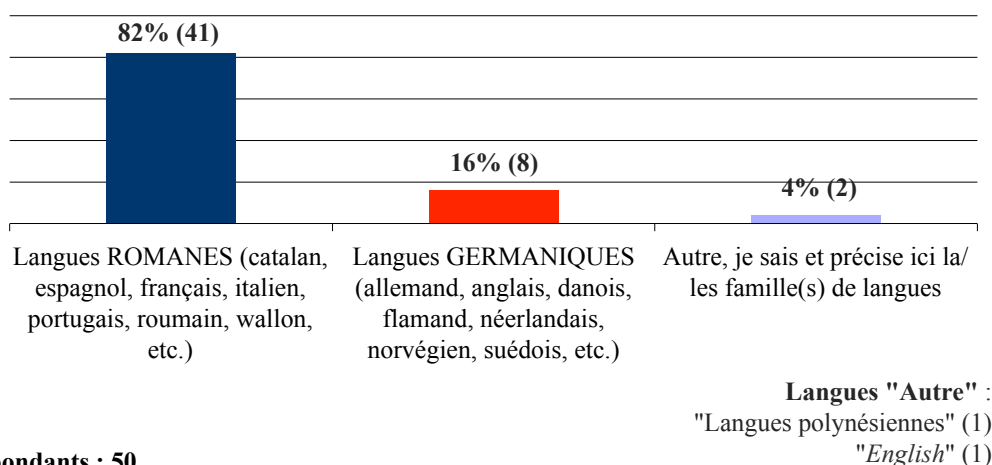 82% (41)
16% (8)
4% (2)
Langues ROMANES (catalan,
espagnol, français, italien,
portugais, roumain, wallon,
etc.)
Langues GERMANIQUES
(allemand, anglais, danois,
flamand, néerlandais,
norvégien, suédois, etc.)
Autre, je sais et précise ici la/
les famille(s) de langues
Langues "Autre" :
"Langues polynésiennes" (1)
"English" (1)
: 50